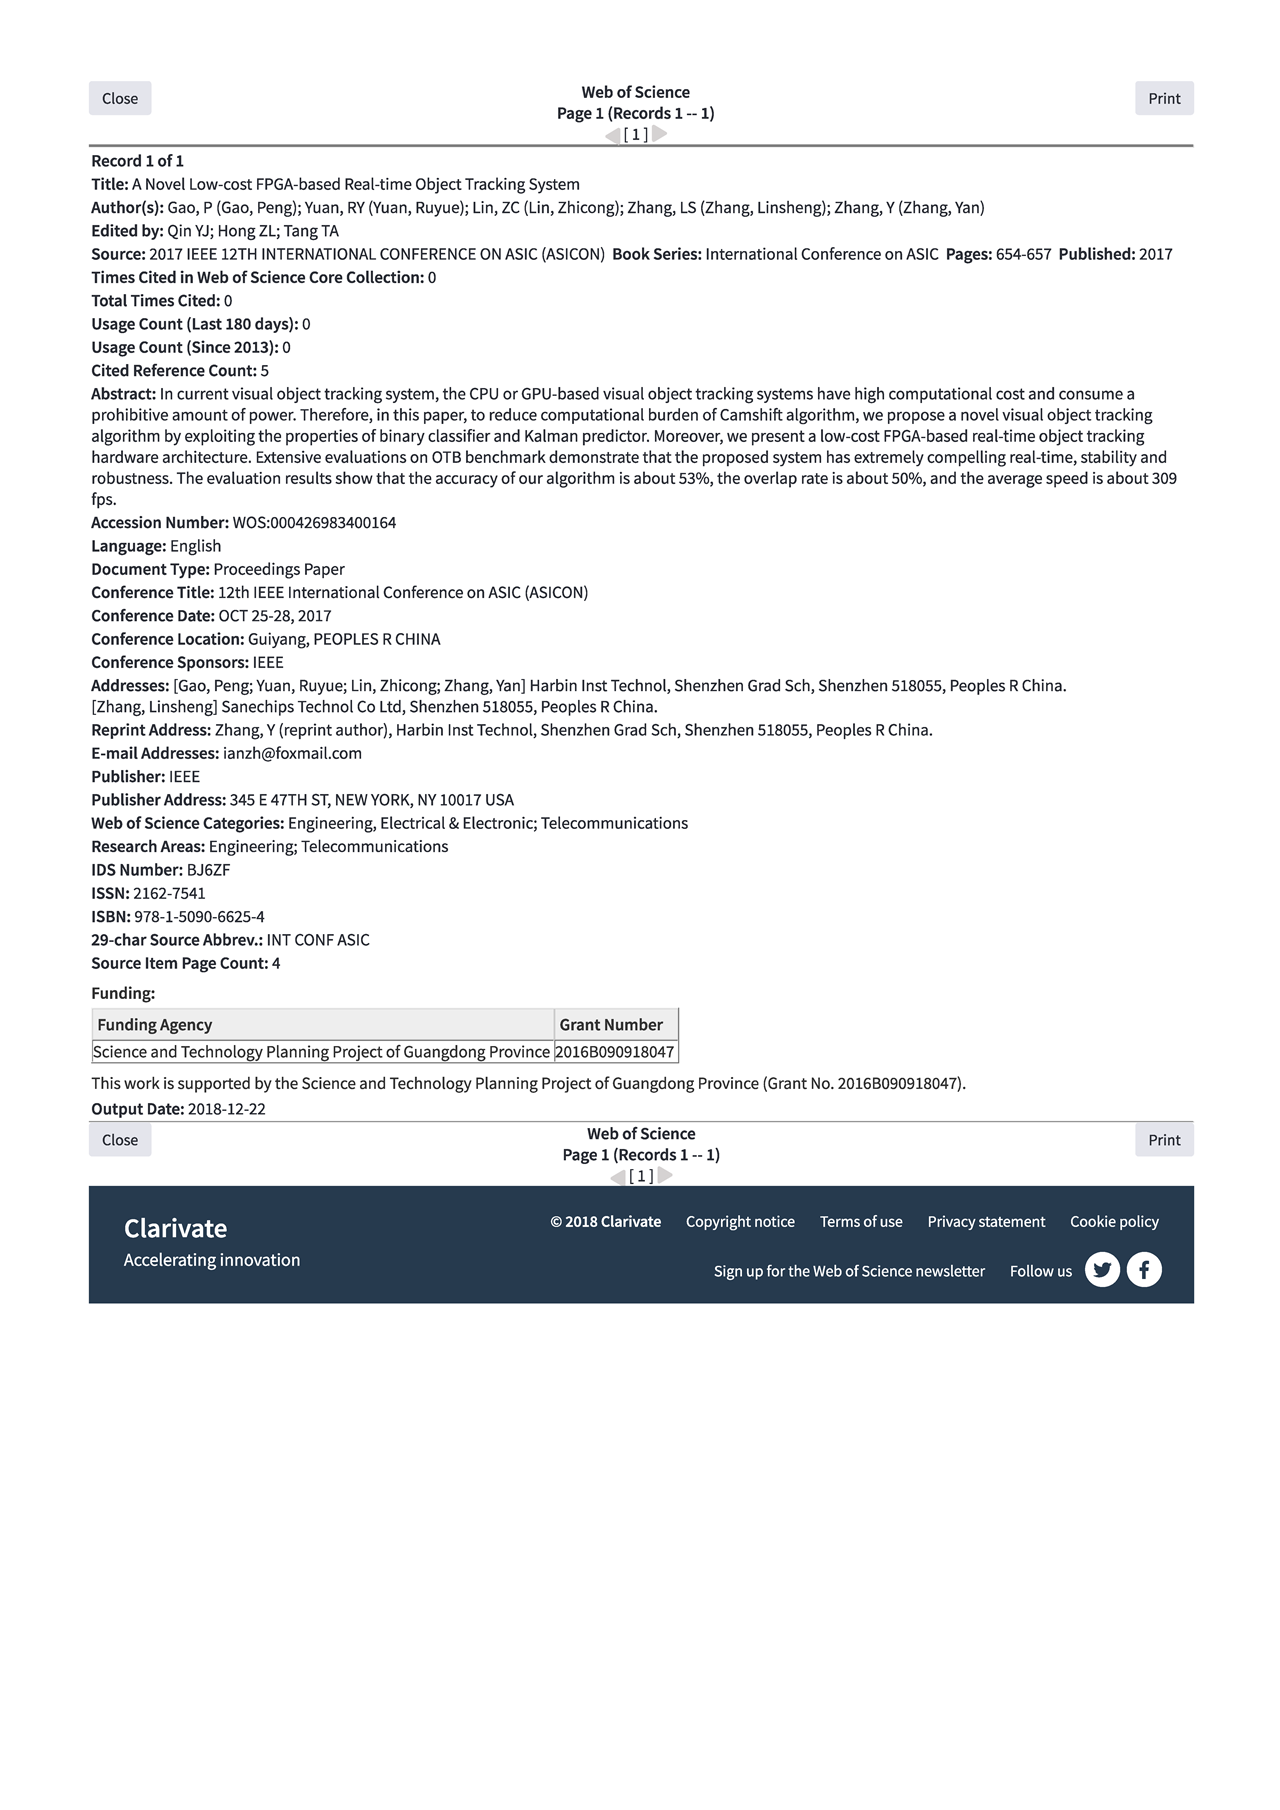 Close
Web of Science
Print
Page 1 (Records 1 -- 1)
[ 1 ]
Record 1 of 1
Title: A Novel Low-cost FPGA-based Real-time Object Tracking System
Author(s): Gao, P (Gao, Peng); Yuan, RY (Yuan, Ruyue); Lin, ZC (Lin, Zhicong); Zhang, LS (Zhang, Linsheng); Zhang, Y (Zhang, Yan)
Edited by: Qin YJ; Hong ZL; Tang TA
Source: 2017 IEEE 12TH INTERNATIONAL CONFERENCE ON ASIC (ASICON) Book Series: International Conference on ASIC Pages: 654-657 Published: 2017
Times Cited in Web of Science Core Collection: 0
Total Times Cited: 0
Usage Count (Last 180 days): 0
Usage Count (Since 2013): 0
Cited Reference Count: 5
Abstract: In current visual object tracking system, the CPU or GPU-based visual object tracking systems have high computational cost and consume a
prohibitive amount of power. Therefore, in this paper, to reduce computational burden of Camshift algorithm, we propose a novel visual object tracking
algorithm by exploiting the properties of binary classifier and Kalman predictor. Moreover, we present a low-cost FPGA-based real-time object tracking
hardware architecture. Extensive evaluations on OTB benchmark demonstrate that the proposed system has extremely compelling real-time, stability and
robustness. The evaluation results show that the accuracy of our algorithm is about 53%, the overlap rate is about 50%, and the average speed is about 309
fps.
Accession Number: WOS:000426983400164
Language: English
Document Type: Proceedings Paper
Conference Title: 12th IEEE International Conference on ASIC (ASICON)
Conference Date: OCT 25-28, 2017
Conference Location: Guiyang, PEOPLES R CHINA
Conference Sponsors: IEEE
Addresses: [Gao, Peng; Yuan, Ruyue; Lin, Zhicong; Zhang, Yan] Harbin Inst Technol, Shenzhen Grad Sch, Shenzhen 518055, Peoples R China.
[Zhang, Linsheng] Sanechips Technol Co Ltd, Shenzhen 518055, Peoples R China.
Reprint Address: Zhang, Y (reprint author), Harbin Inst Technol, Shenzhen Grad Sch, Shenzhen 518055, Peoples R China.
E-mail Addresses: ianzh@foxmail.com
Publisher: IEEE
Publisher Address: 345 E 47TH ST, NEW YORK, NY 10017 USA
Web of Science Categories: Engineering, Electrical & Electronic; Telecommunications
Research Areas: Engineering; Telecommunications
IDS Number: BJ6ZF
ISSN: 2162-7541
ISBN: 978-1-5090-6625-4
29-char Source Abbrev.: INT CONF ASIC
Source Item Page Count: 4
Funding:
Funding Agency Grant Number
Science and Technology Planning Project of Guangdong Province 2016B090918047
This work is supported by the Science and Technology Planning Project of Guangdong Province (Grant No. 2016B090918047).
Output Date: 2018-12-22
Close
Web of Science
Print
Page 1 (Records 1 -- 1)
[ 1 ]
Clarivate
Accelerating innovation
© 2018 Clarivate Copyright notice Terms of use Privacy statement Cookie policy
Sign up for the Web of Science newsletter Follow us